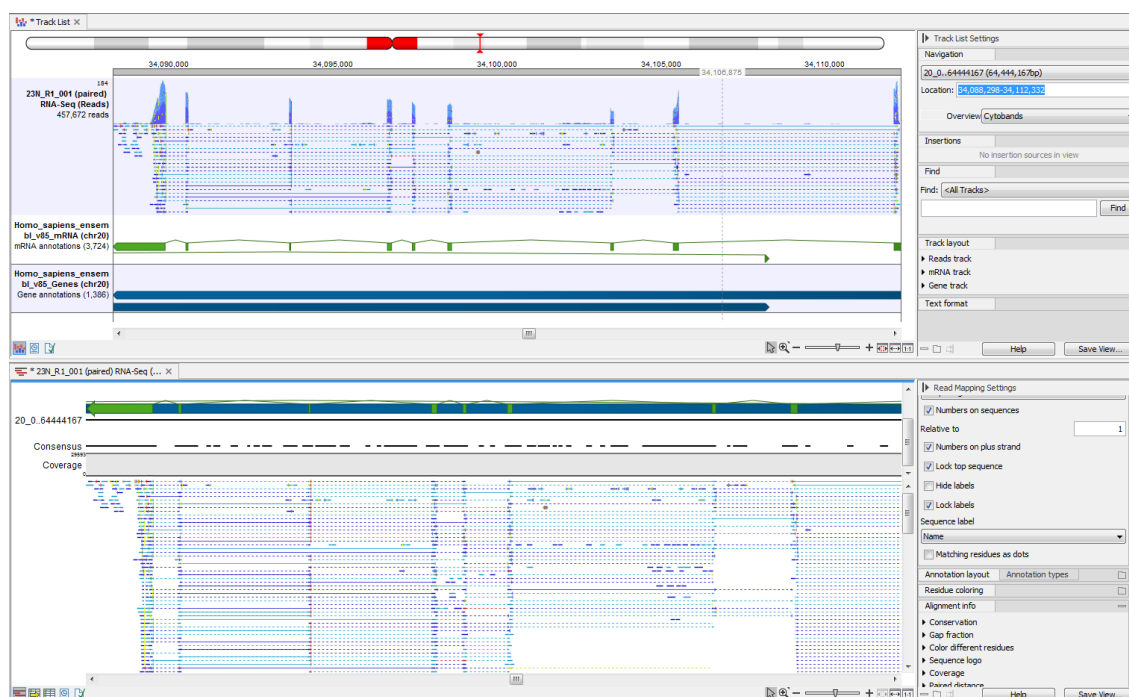 * Track List
34,090,000
34,095,000
34,100,000
34,105,000
34,110,000
34,106,875
184
23N_R1_001 (paired)
RNA-Seq (Reads)
457,672 reads
Homo_sapiens_ensem
bl_v85_mRNA (chr20)
mRNA annotations (3,724)
Homo_sapiens_ensem
bl_v85_Genes (chr20)
Gene annotations (1,386)
Track List Settings
Navigation
20_0..64444167 (64,444,167bp)
Location: 34,088,298-34,112,332
Overview Cytobands
Insertions
No insertion sources in view
Find
Find: <All Tracks>
Find
Track layout
Reads track
mRNA track
Gene track
Text format
Help
Save View...
* 23N_R1_001 (paired) RNA-Seq (...
20_0..64444167
Consensus
Coverage
0
Read Mapping Settings
Numbers on sequences
Relative to 1
Numbers on plus strand
Lock top sequence
Hide labels
Lock labels
Sequence label
Name
Matching residues as dots
Annotation layout Annotation types
Residue coloring
Alignment info
Conservation
Gap fraction
Color different residues
Sequence logo
Coverage
Paired distance
Help
Save View...